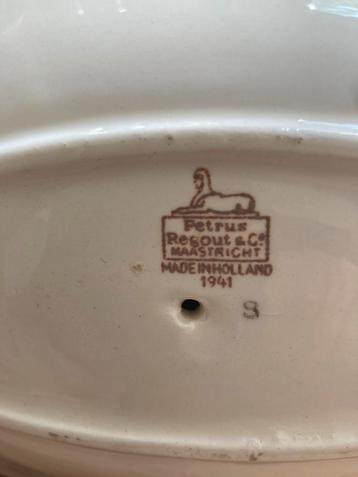 Petrus
Regout & Co
MAASTRICHT
MADE IN HOLLAND
1941
S